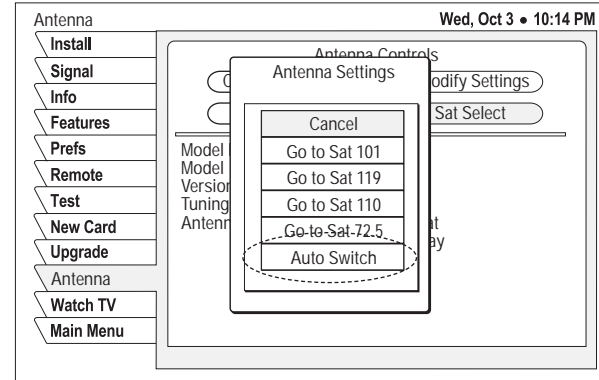 Antenna
Wed, Oct 3 ● 10:14 PM
Install
Signal
Info
Features
Prefs
Remote
Test
New Card
Upgrade
Antenna
Watch TV
Main Menu
Antenna Controls
odify Settings
Sat Select
Model
Model
Version
Tuning
Antenn
at
ay
Antenna Settings
Cancel
Go to Sat 101
Go to Sat 119
Go to Sat 110
Go to Sat 72.5
Auto Switch